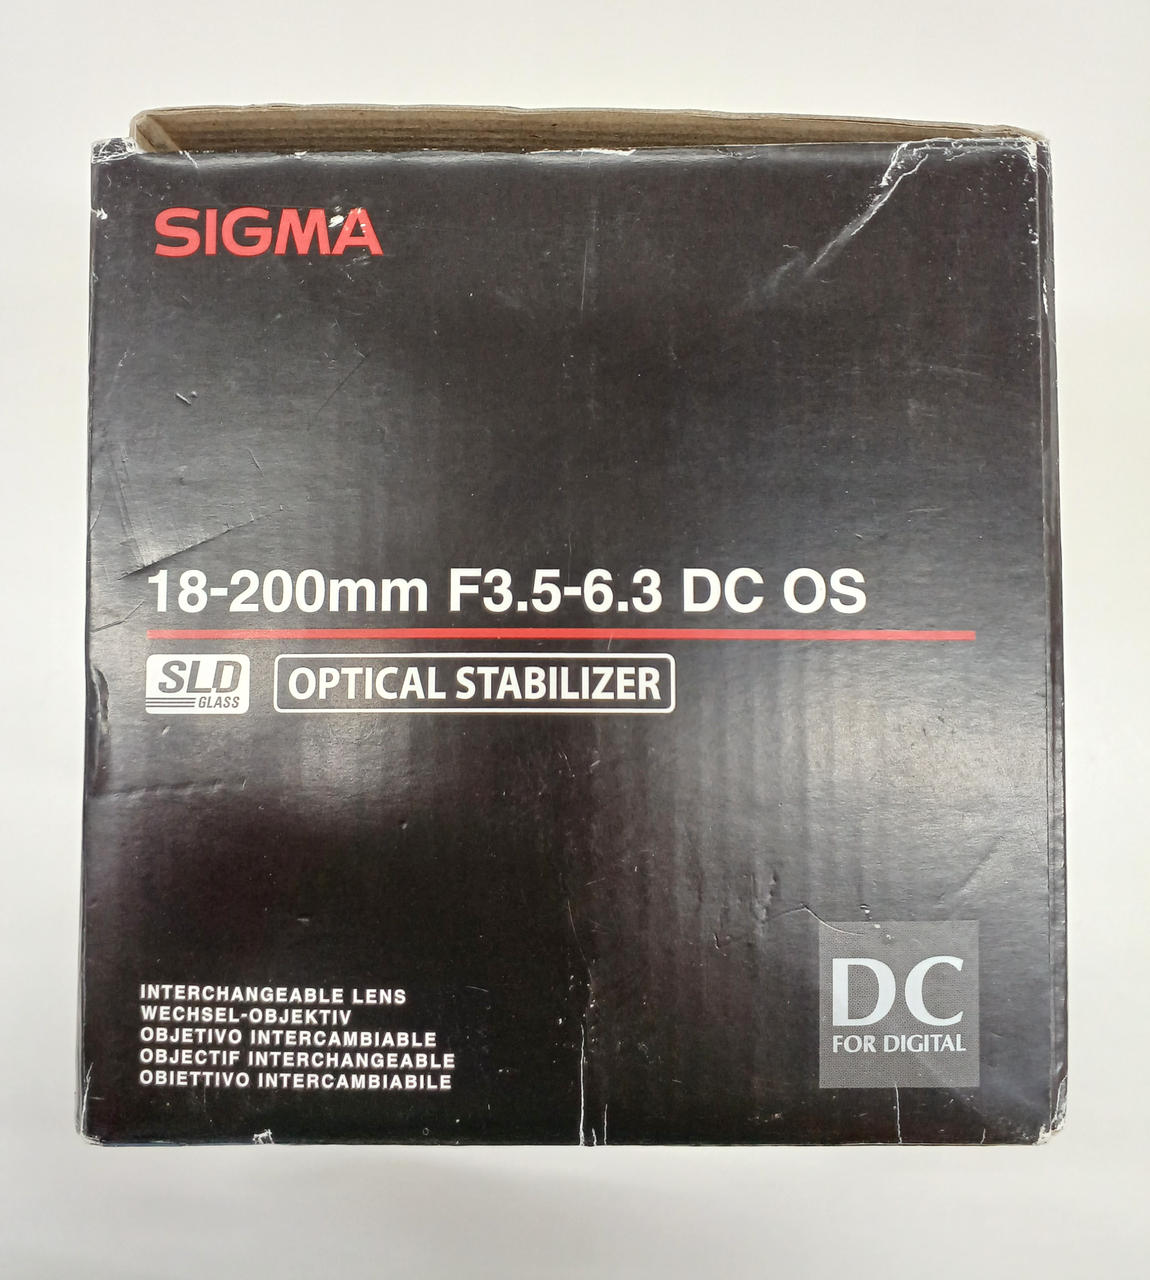 SIGMA
18-200mm F3.5-6.3 DC OS
SLD
GLASS
OPTICAL STABILIZER
INTERCHANGEABLE LENS
WECHSEL-OBJEKTIV
OBJETIVO INTERCAMBIABLE
OBJECTIF INTERCHANGEABLE
OBIETTIVO INTERCAMBIABILE
DC
FOR DIGITAL